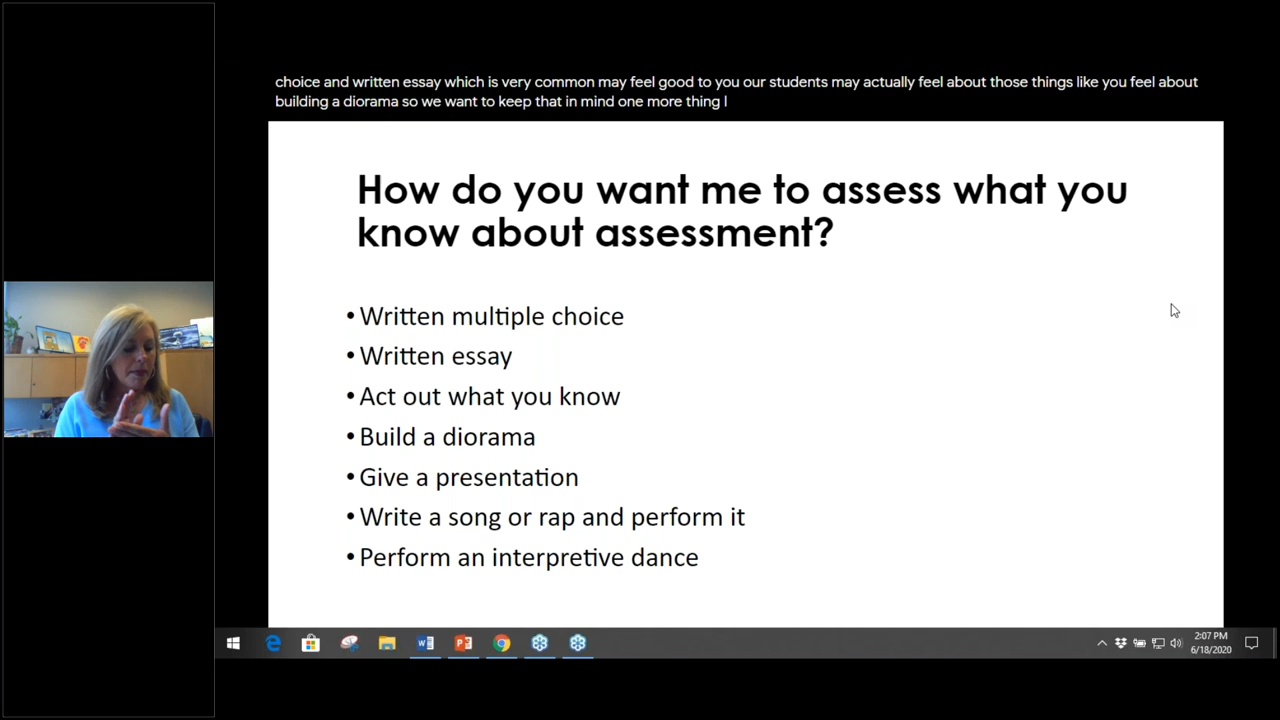 choice and written essay which is very common may feel good to you our students may actually feel about those things like you feel about
building a diorama so we want to keep that in mind one more thing I
How do you want me to assess what you
know about assessment?
• Written multiple choice
• Written essay
• Act out what you know
• Build a diorama
• Give a presentation
• Write a song or rap and perform it
• Perform an interpretive dance
2:07 PM
6/18/2020